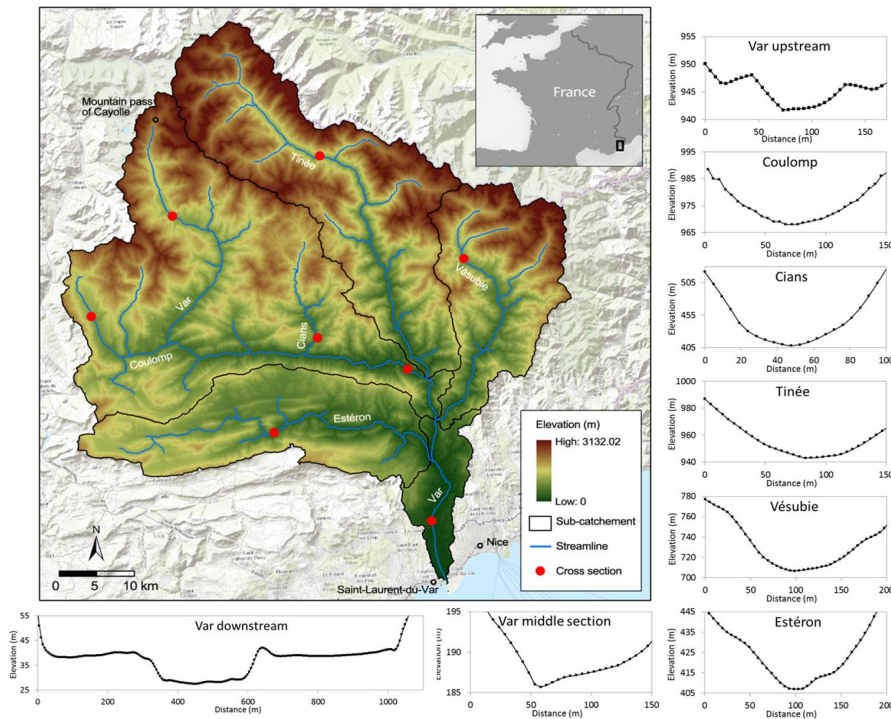 Mountain pass
of Cayolle
Tinée
Vésubie
Var
Cians
Coulomp
Estéron
Var
Nice
Saint-Laurent-du-Var
France
N
0 5 10 km
Elevation (m)
High: 3132.02
Low: 0
Sub-catchement
Streamline
Cross section
Var upstream
Elevation (m)
955
950
945
940
0 50 100 150
Distance (m)
Coulomp
Elevation (m)
995
985
975
965
0 50 100 150
Distance (m)
Cians
Elevation (m)
505
455
405
0 20 40 60 80 100
Distance (m)
Tinée
Elevation (m)
1000
980
960
940
0 50 100 150
Distance (m)
Vésubie
Elevation (m)
780
760
740
720
700
0 50 100 150 200
Distance (m)
Var downstream
Elevation (m)
55
45
35
25
0 200 400 600 800 1000
Distance (m)
Var middle section
Elevation (m)
195
190
185
0 50 100 150
Distance (m)
Estéron
Elevation (m)
445
435
425
415
405
0 50 100 150 200
Distance (m)